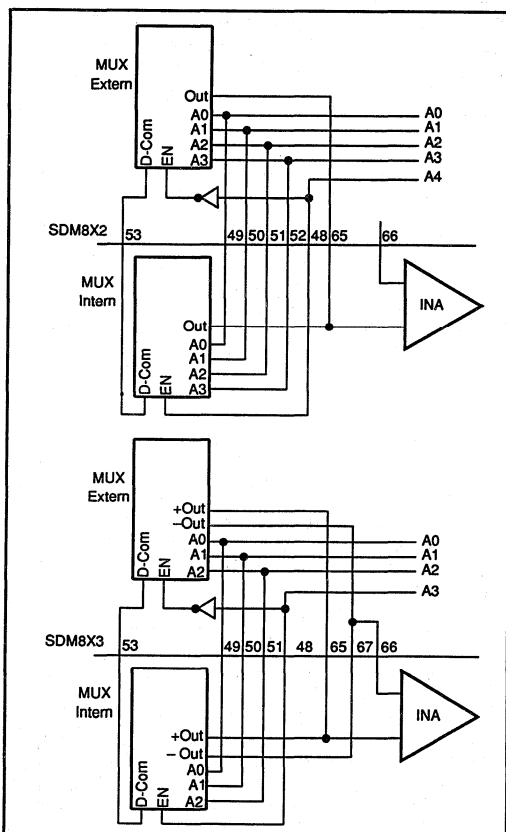 MUX
Extern
Out
A0
A1
A2
A3
D-Com
EN
A0
A1
A2
A3
A4
SDM8X2
53
49
50
51
52
48
65
66
MUX
Intern
INA
Out
A0
A1
A2
A3
D-Com
EN
MUX
Extern
+Out
−Out
A0
A1
A2
D-Com
EN
A0
A1
A2
A3
SDM8X3
53
49
50
51
48
65
67
66
MUX
Intern
INA
+Out
− Out
A0
A1
A2
D-Com
EN